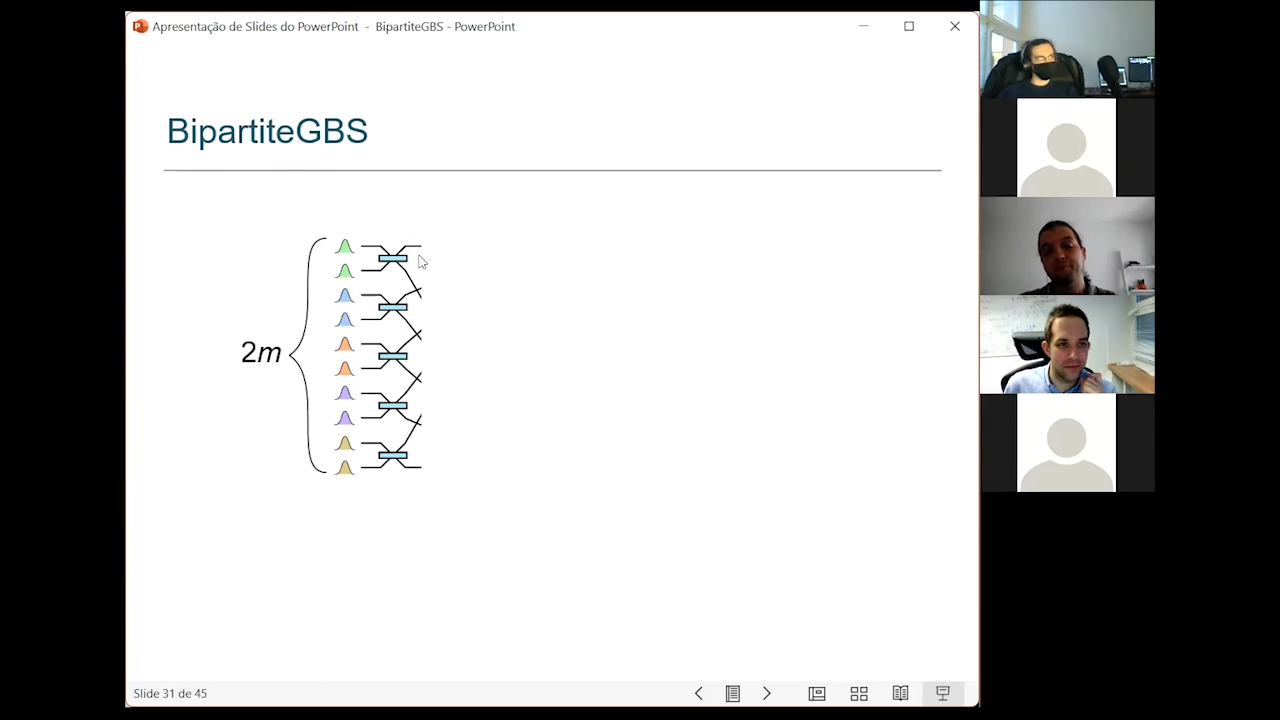 Apresentação de Slides do PowerPoint - BipartiteGBS - PowerPoint
BipartiteGBS
2m
Slide 31 de 45